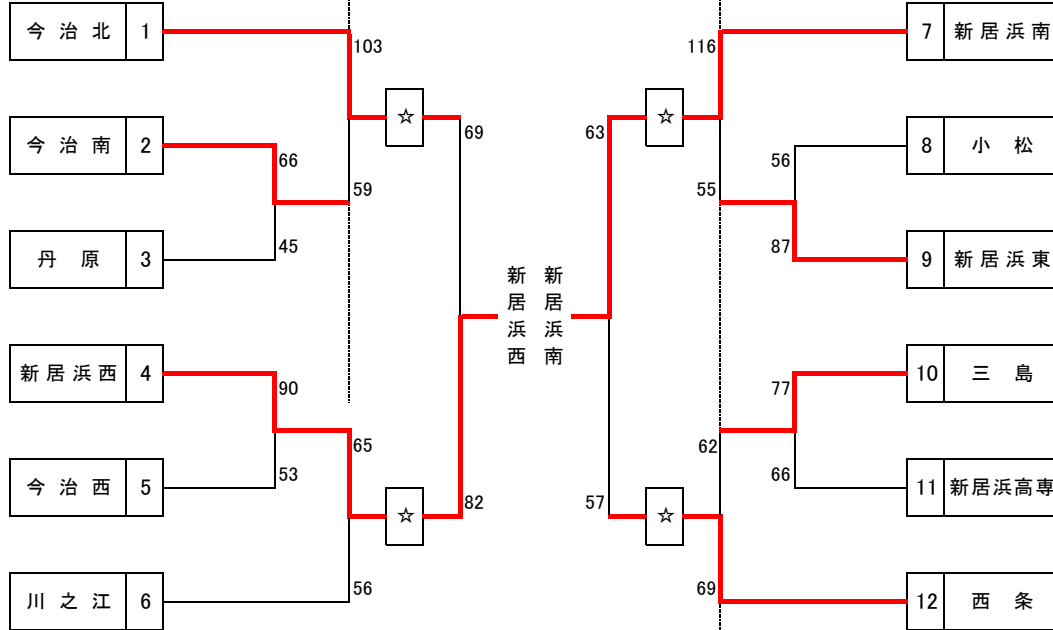 今治北 1
103
☆
69
今治南 2
66
59
丹原 3
45
新居浜西 4
90
65
今治西 5
53
☆
82
川之江 6
56
新居浜西
新居浜南
116
7 新居浜南
63
☆
56
8 小松
55
87
9 新居浜東
77
10 三島
62
66
11 新居浜高専
57
☆
69
12 西条